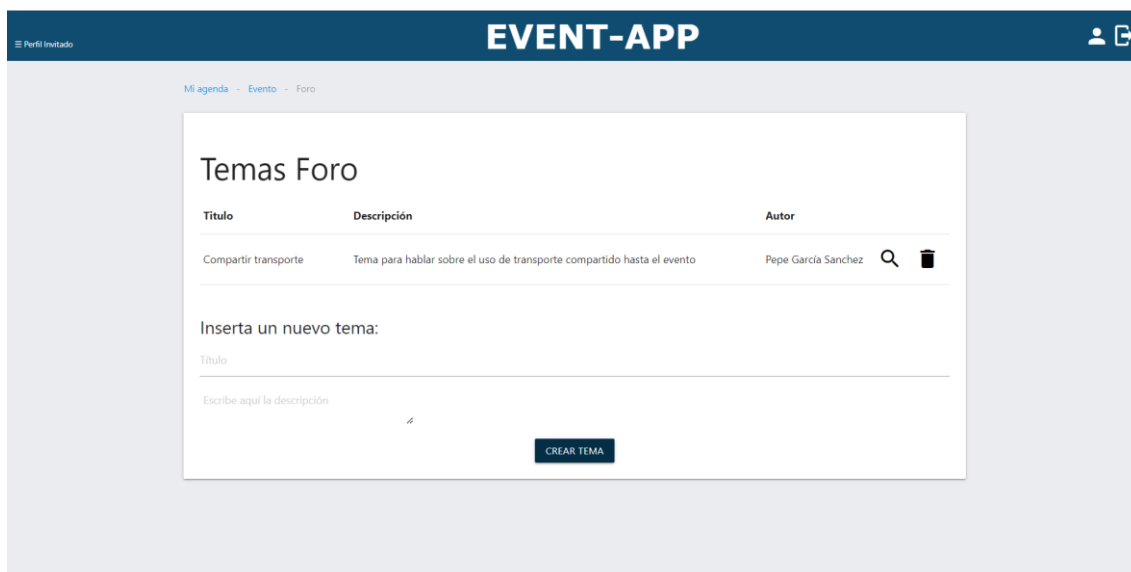 EVENT-APP
☰ Perfil Invitado
Mi agenda - Evento - Foro
Temas Foro
Titulo Descripción Autor
Compartir transporte Tema para hablar sobre el uso de transporte compartido hasta el evento Pepe García Sanchez
Inserta un nuevo tema:
Título
Escribe aquí la descripción
CREAR TEMA